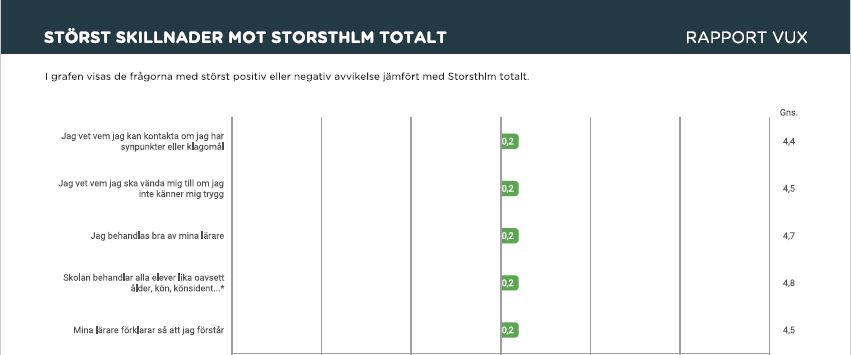 STÖRST SKILLNADER MOT STORSTHLM TOTALT
RAPPORT VUX
I grafen visas de frågorna med störst positiv eller negativ avvikelse jämfört med Storsthlm totalt.
Gns.
Jag vet vem jag kan kontakta om jag har
synpunkter eller klagomål
0,2
4,4
Jag vet vem jag ska vända mig till om jag
inte känner mig trygg
0,2
4,5
Jag behandlas bra av mina lärare
0,2
4,7
Skolan behandlar alla elever lika oavsett
ålder, kön, könsident...*
0,2
4,8
Mina lärare förklarar så att jag förstår
0,2
4,5